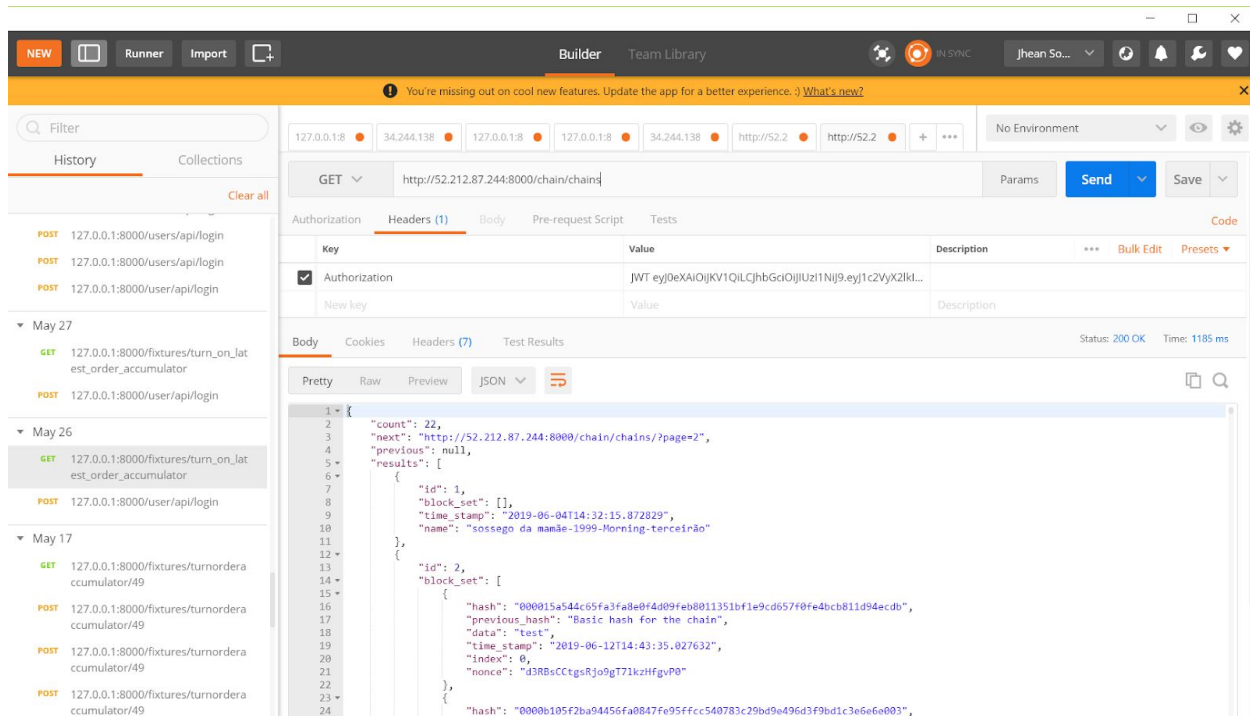 NEW Runner Import Builder Team Library IN SYNC Jhean So...
You're missing out on cool new features. Update the app for a better experience. :) What's new?
Filter
History Collections
Clear all
POST 127.0.0.1:8000/users/api/login
POST 127.0.0.1:8000/users/api/login
POST 127.0.0.1:8000/user/api/login
May 27
GET 127.0.0.1:8000/fixtures/turn_on_lat
est_order_accumulator
POST 127.0.0.1:8000/user/api/login
May 26
GET 127.0.0.1:8000/fixtures/turn_on_lat
est_order_accumulator
POST 127.0.0.1:8000/user/api/login
May 17
GET 127.0.0.1:8000/fixtures/turnordera
ccumulator/49
POST 127.0.0.1:8000/fixtures/turnordera
ccumulator/49
POST 127.0.0.1:8000/fixtures/turnordera
ccumulator/49
POST 127.0.0.1:8000/fixtures/turnordera
ccumulator/49
127.0.0.1:8 34.244.138 127.0.0.1:8 127.0.0.1:8 34.244.138 http://52.2 http://52.2 + ••• No Environment
GET http://52.212.87.244:8000/chain/chains Params Send Save
Authorization Headers (1) Body Pre-request Script Tests Code
Key Value Description ••• Bulk Edit Presets
Authorization JWT eyJ0eXAiOiJKV1QiLCJhbGciOiJIUzI1NiJ9.eyJ1c2VyX2lkI...
New key Value Description
Body Cookies Headers (7) Test Results Status: 200 OK Time: 1185 ms
Pretty Raw Preview JSON
1 {
2 "count": 22,
3 "next": "http://52.212.87.244:8000/chain/chains/?page=2",
4 "previous": null,
5 "results": [
6 {
7 "id": 1,
8 "block_set": [],
9 "time_stamp": "2019-06-04T14:32:15.872829",
10 "name": "sossego da mamãe-1999-Morning-terceirão"
11 },
12 {
13 "id": 2,
14 "block_set": [
15 {
16 "hash": "000015a544c65fa3fa8e0f4d09feb8011351bf1e9cd657f0fe4bcb811d94ecdb",
17 "previous_hash": "Basic hash for the chain",
18 "data": "test",
19 "time_stamp": "2019-06-12T14:43:35.027632",
20 "index": 0,
21 "nonce": "d3RBsCCtgsRjo9gT7lkzHfgvP0"
22 },
23 {
24 "hash": "0000b105f2ba94456fa0847fe95ffcc540783c29bd9e496d3f9bd1c3e6e6e003",